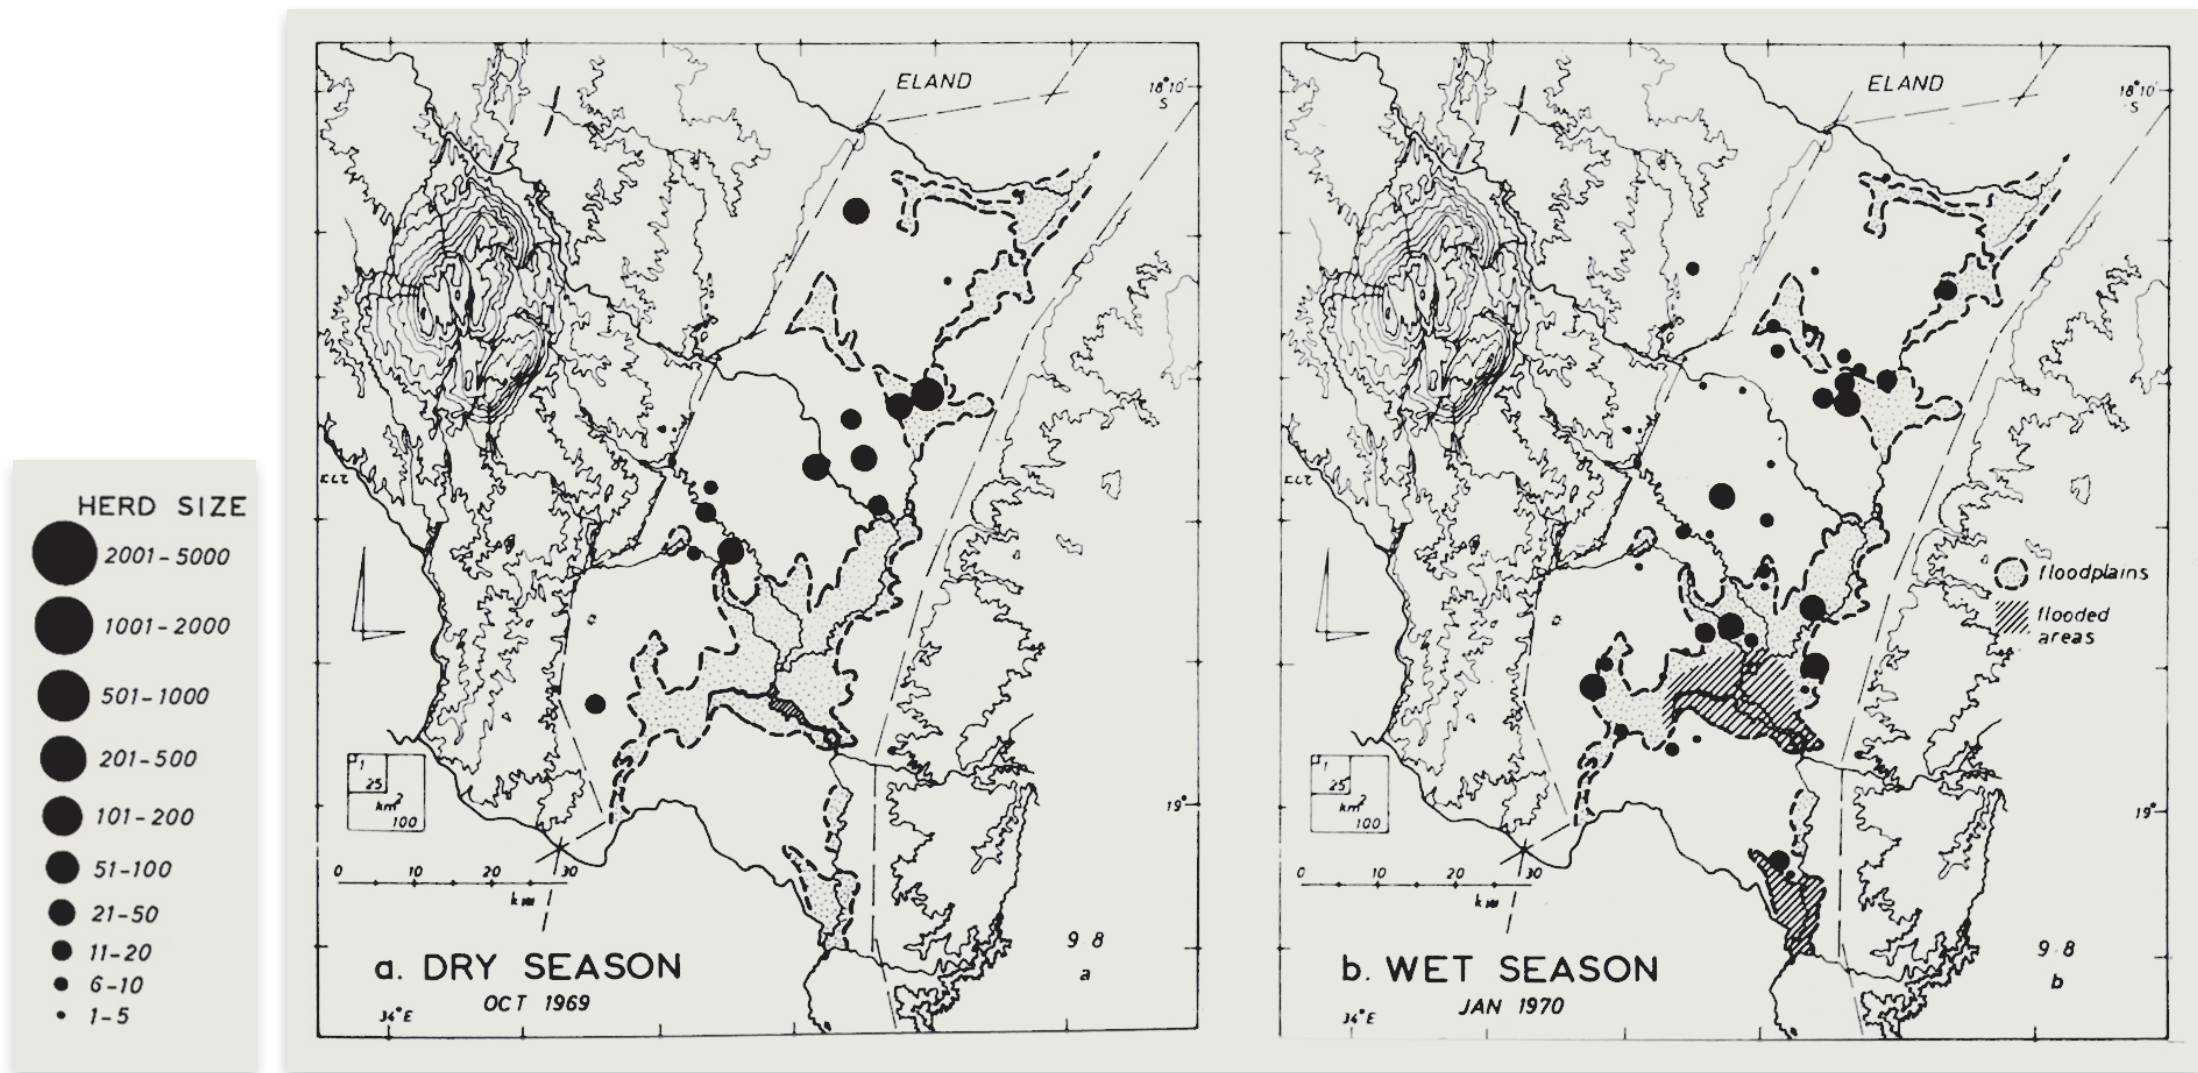 HERD SIZE
2001-5000
1001-2000
501-1000
201-500
101-200
51-100
21-50
11-20
6-10
1-5
ELAND
18°10'
S
1
25
km²
100
0 10 20 30
km
19°
9.8
a
a. DRY SEASON
OCT 1969
34°E
ELAND
18°10'
S
floodplains
flooded
areas
1
25
km²
100
0 10 20 30
km
19°
9.8
b
b. WET SEASON
JAN 1970
34°E